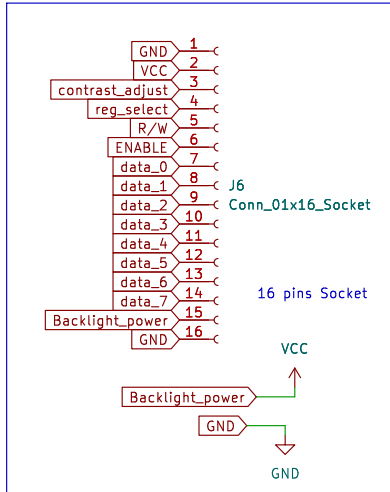 GND 1
VCC 2
contrast_adjust 3
reg_select 4
R/W 5
ENABLE 6
data_0 7
data_1 8 J6
data_2 9 Conn_01x16_Socket
data_3 10
data_4 11
data_5 12
data_6 13
data_7 14 16 pins Socket
Backlight_power 15
GND 16
VCC
Backlight_power
GND
GND